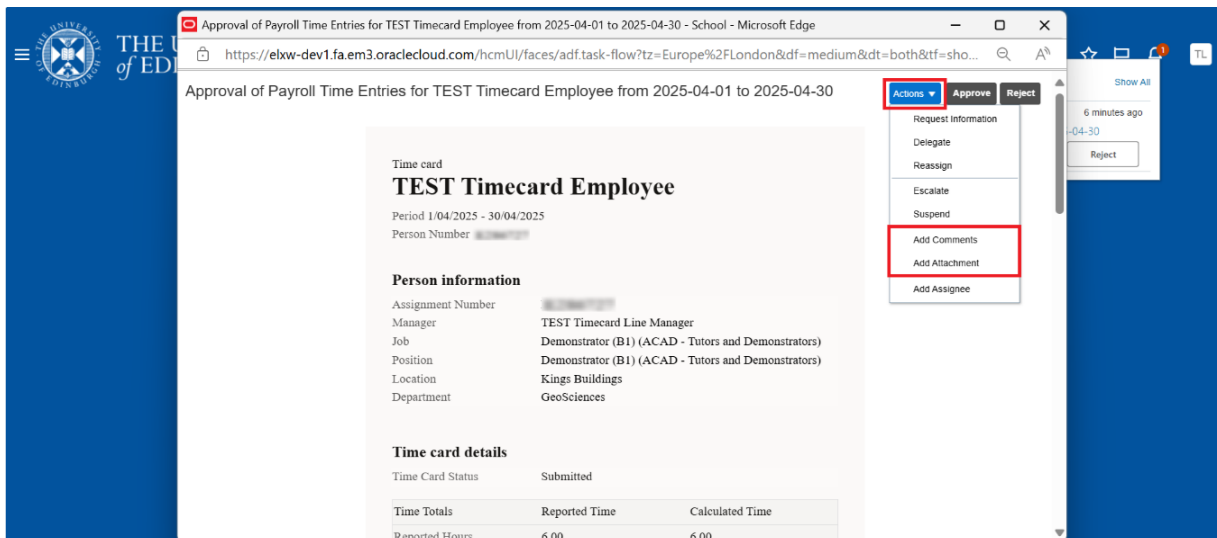 Approval of Payroll Time Entries for TEST Timecard Employee from 2025-04-01 to 2025-04-30 - School - Microsoft Edge
https://elxw-dev1.fa.em3.oraclecloud.com/hcmUI/faces/adf.task-flow?tz=Europe%2FLondon&df=medium&dt=both&tf=sho...
THE UNIVERSITY
EDINBURGH
THE
of EDI
TL
1
Show All
6 minutes ago
-04-30
Reject
Approval of Payroll Time Entries for TEST Timecard Employee from 2025-04-01 to 2025-04-30
Actions Approve Reject
Request Information
Delegate
Reassign
Escalate
Suspend
Add Comments
Add Attachment
Add Assignee
Time card
TEST Timecard Employee
Period 1/04/2025 - 30/04/2025
Person Number
Person information
Assignment Number
Manager TEST Timecard Line Manager
Job Demonstrator (B1) (ACAD - Tutors and Demonstrators)
Position Demonstrator (B1) (ACAD - Tutors and Demonstrators)
Location Kings Buildings
Department GeoSciences
Time card details
Time Card Status Submitted
Time Totals Reported Time Calculated Time
Reported Hours 6.00 6.00